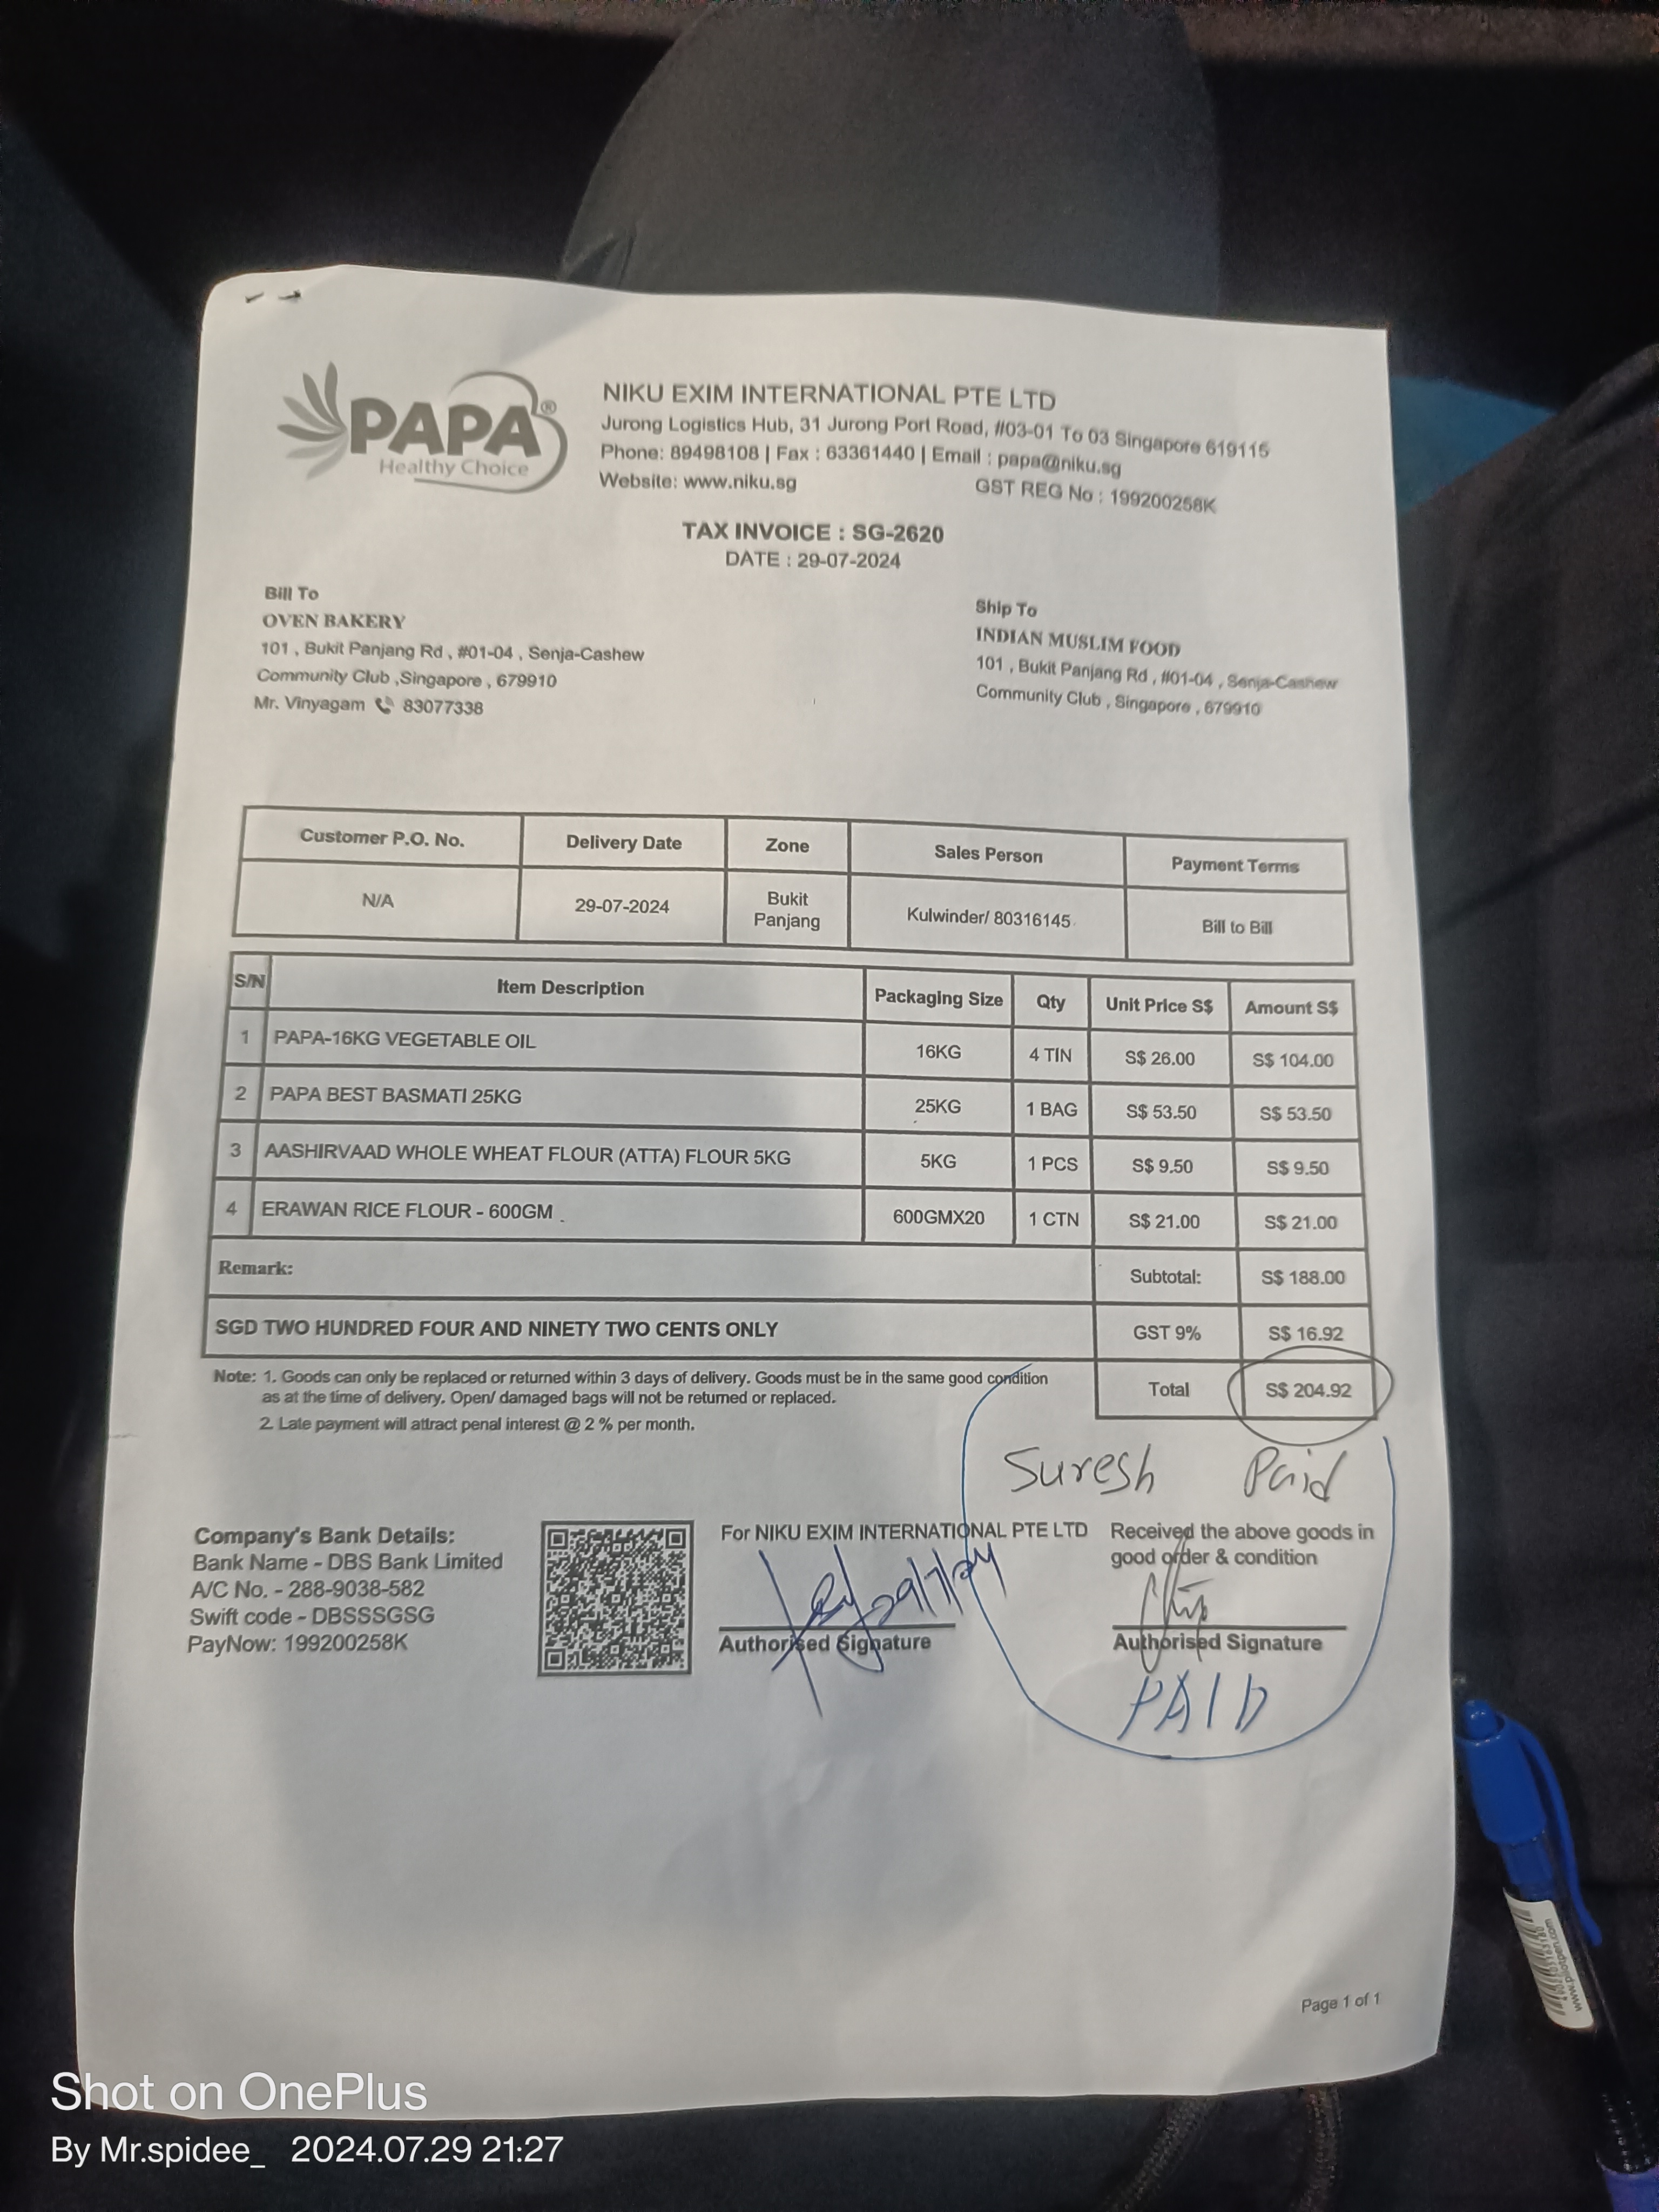 PAPA®
Healthy Choice
NIKU EXIM INTERNATIONAL PTE LTD
Jurong Logistics Hub, 31 Jurong Port Road, #03-01 To 03 Singapore 619115
Phone: 89498108 | Fax : 63361440 | Email : papa@niku.sg
Website: www.niku.sg GST REG No : 199200258K
TAX INVOICE : SG-2620
DATE : 29-07-2024
Bill To
OVEN BAKERY
101 , Bukit Panjang Rd , #01-04 , Senja-Cashew
Community Club ,Singapore , 679910
Mr. Vinyagam 83077338
Ship To
INDIAN MUSLIM FOOD
101 , Bukit Panjang Rd , #01-04 , Senja-Cashew
Community Club , Singapore , 679910
Customer P.O. No. Delivery Date Zone Sales Person Payment Terms
N/A 29-07-2024 Bukit Panjang Kulwinder/ 80316145 Bill to Bill
S/N Item Description Packaging Size Qty Unit Price S$ Amount S$
1 PAPA-16KG VEGETABLE OIL 16KG 4 TIN S$ 26.00 S$ 104.00
2 PAPA BEST BASMATI 25KG 25KG 1 BAG S$ 53.50 S$ 53.50
3 AASHIRVAAD WHOLE WHEAT FLOUR (ATTA) FLOUR 5KG 5KG 1 PCS S$ 9.50 S$ 9.50
4 ERAWAN RICE FLOUR - 600GM 600GMX20 1 CTN S$ 21.00 S$ 21.00
Remark: Subtotal: S$ 188.00
SGD TWO HUNDRED FOUR AND NINETY TWO CENTS ONLY GST 9% S$ 16.92
Total S$ 204.92
Note: 1. Goods can only be replaced or returned within 3 days of delivery. Goods must be in the same good condition
as at the time of delivery. Open/ damaged bags will not be returned or replaced.
2. Late payment will attract penal interest @ 2 % per month.
Suresh Paid
Company's Bank Details:
Bank Name - DBS Bank Limited
A/C No. - 288-9038-582
Swift code - DBSSSGSG
PayNow: 199200258K
For NIKU EXIM INTERNATIONAL PTE LTD
29/7/24
Authorised Signature
Received the above goods in
good order & condition
Authorised Signature
PAID
Page 1 of 1
www.pilotpen.com
Shot on OnePlus
By Mr.spidee_ 2024.07.29 21:27